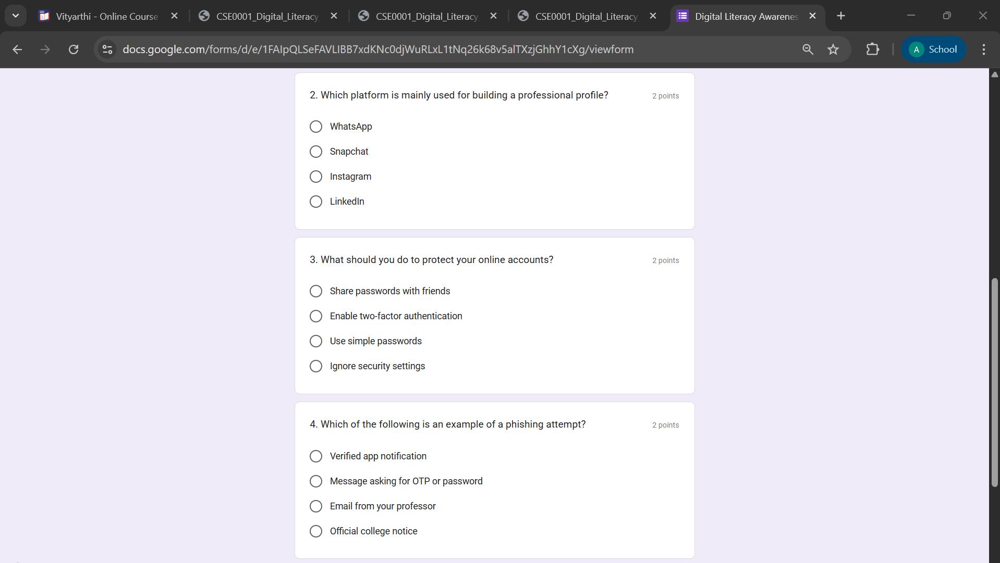 Vityarthi - Online Course
CSE0001_Digital_Literacy_
CSE0001_Digital_Literacy_
CSE0001_Digital_Literacy_
Digital Literacy Awarenes
docs.google.com/forms/d/e/1FAIpQLSeFAVLIBB7xdKNc0djWuRLxL1tNq26k68v5alTXzjGhhY1cXg/viewform
A School
2. Which platform is mainly used for building a professional profile? 2 points
WhatsApp
Snapchat
Instagram
LinkedIn
3. What should you do to protect your online accounts? 2 points
Share passwords with friends
Enable two-factor authentication
Use simple passwords
Ignore security settings
4. Which of the following is an example of a phishing attempt? 2 points
Verified app notification
Message asking for OTP or password
Email from your professor
Official college notice